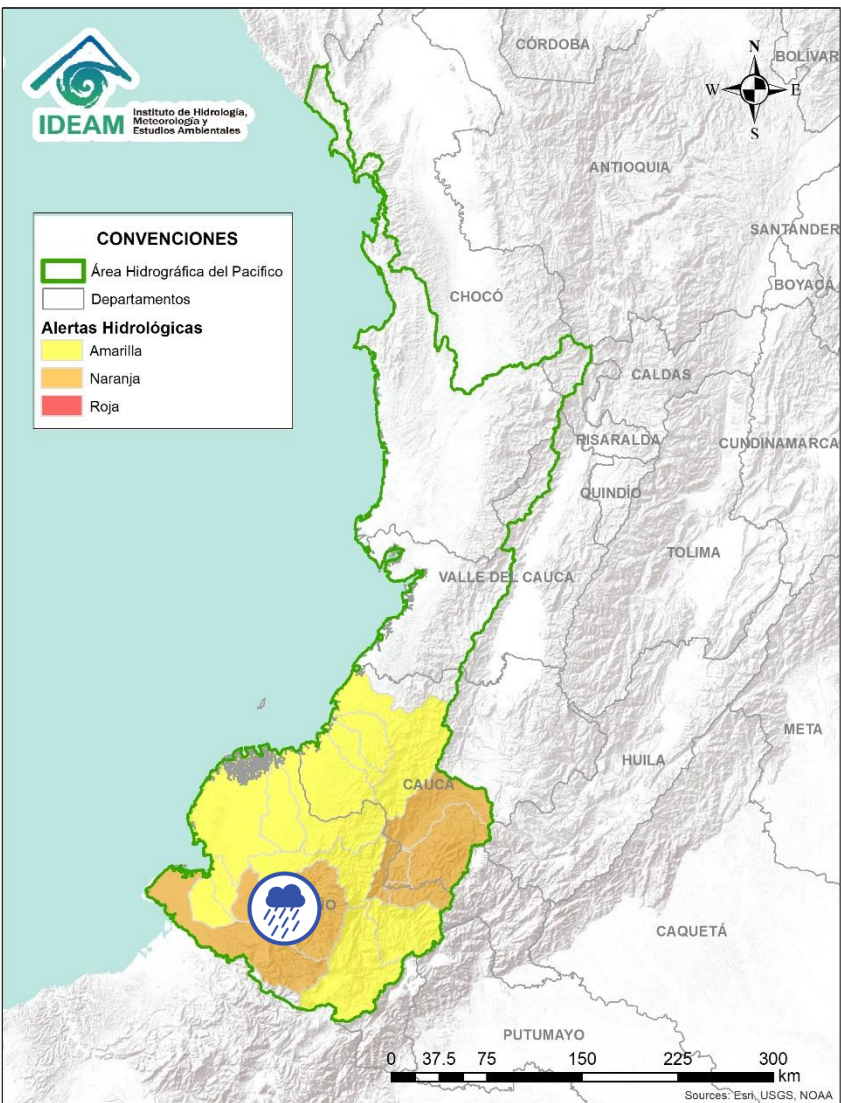 IDEAM
Instituto de Hidrología,
Meteorología y
Estudios Ambientales
CÓRDOBA
BOLÍVAR
N
W
E
S
ANTIOQUIA
SANTANDER
BOYACÁ
CONVENCIONES
Área Hidrográfica del Pacifico
Departamentos
Alertas Hidrológicas
Amarilla
Naranja
Roja
CHOCÓ
CALDAS
RISARALDA
CUNDINAMARCA
QUINDÍO
TOLIMA
VALLE DEL CAUCA
META
HUILA
CAUCA
CAQUETÁ
PUTUMAYO
0 37.5 75 150 225 300
km
Sources: Esri, USGS, NOAA